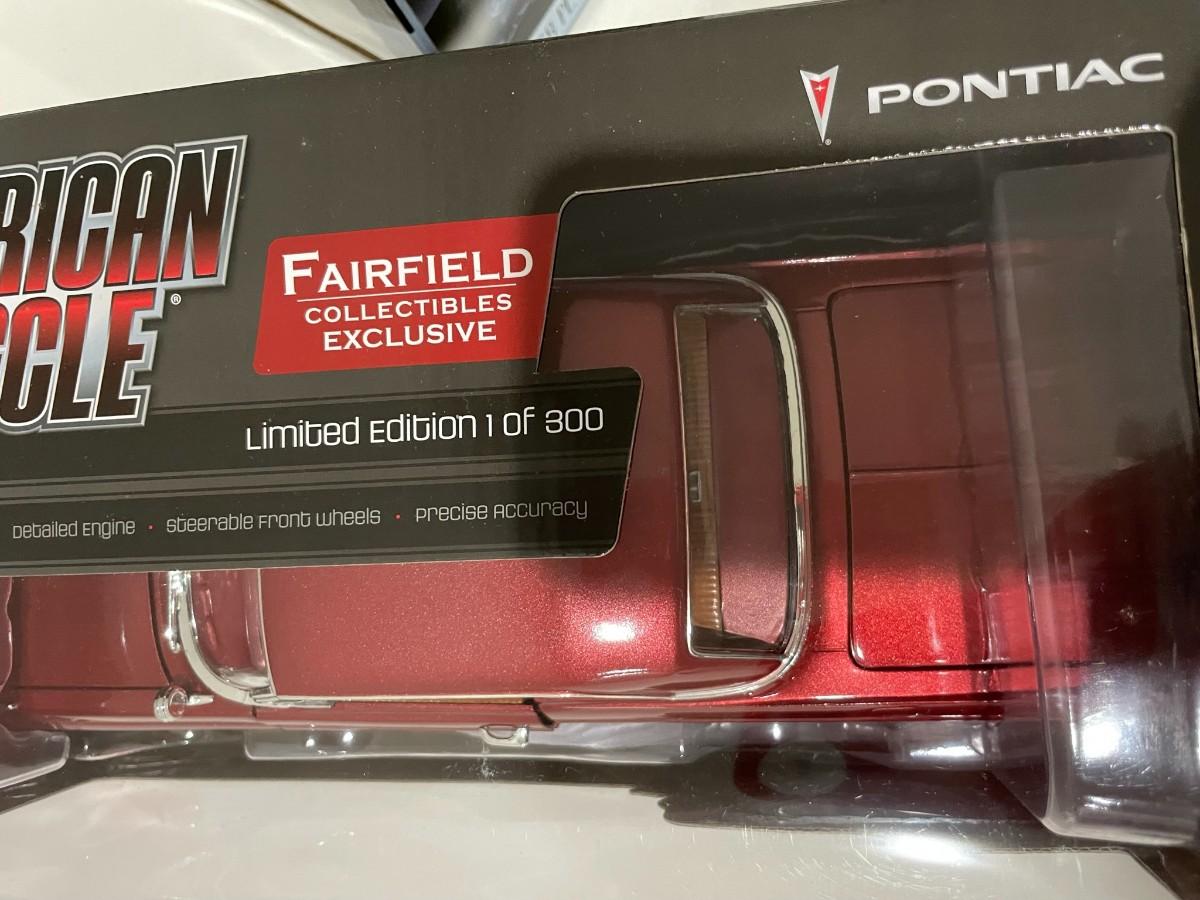 PONTIAC
RICAN
CLE®
FAIRFIELD
COLLECTIBLES
EXCLUSIVE
Limited Edition 1 of 300
Detailed Engine • Steerable Front Wheels • Precise Accuracy